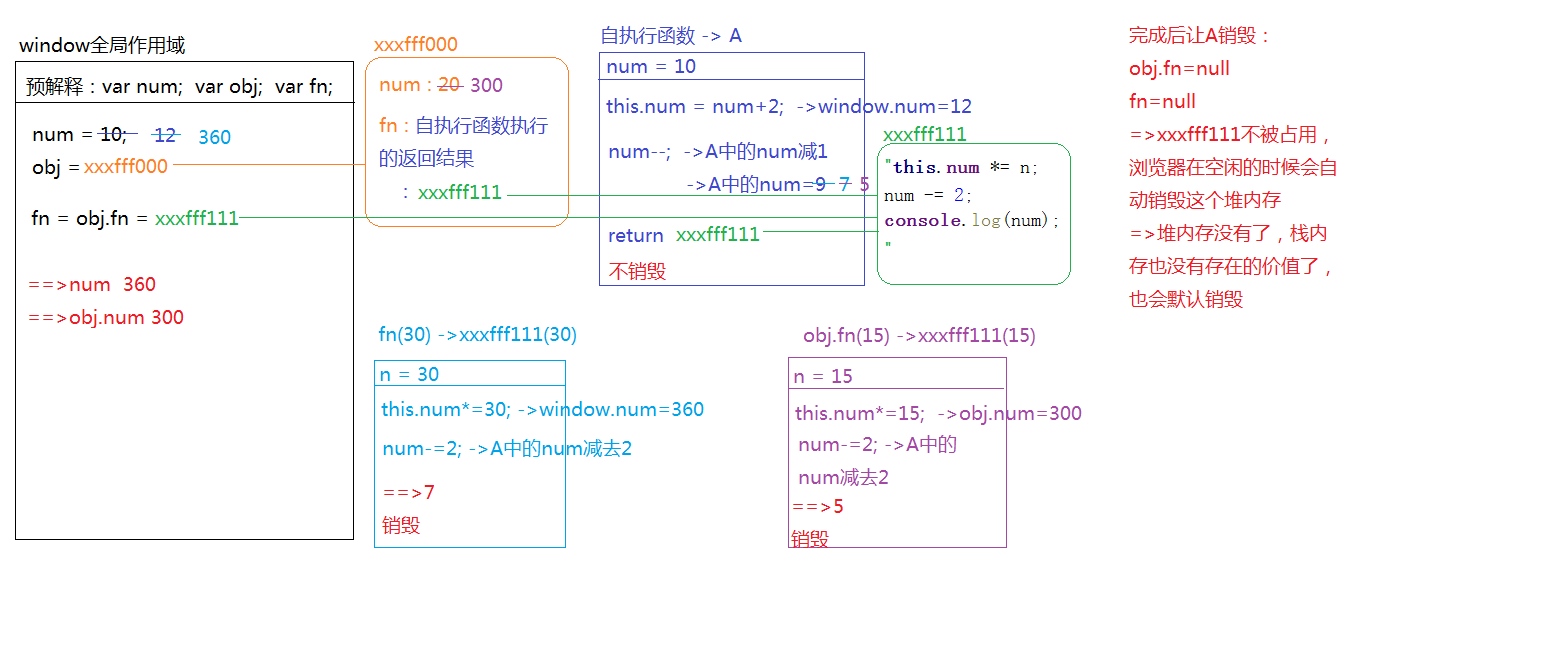 window全局作用域
预解释：var num;  var obj;  var fn;
num = 10;  12  360
obj = xxxfff000
fn = obj.fn = xxxfff111
==>num  360
==>obj.num 300
xxxfff000
num : 20  300
fn : 自执行函数执行
的返回结果
: xxxfff111
自执行函数 -> A
num = 10
this.num = num+2;  ->window.num=12
num--;  ->A中的num减1
->A中的num=9  7  5
return  xxxfff111
不销毁
xxxfff111
"this.num *= n;
num -= 2;
console.log(num);
"
完成后让A销毁：
obj.fn=null
fn=null
=>xxxfff111不被占用，
浏览器在空闲的时候会自
动销毁这个堆内存
=>堆内存没有了，栈内
存也没有存在的价值了，
也会默认销毁
fn(30) ->xxxfff111(30)
n = 30
this.num*=30; ->window.num=360
num-=2; ->A中的num减去2
==>7
销毁
obj.fn(15) ->xxxfff111(15)
n = 15
this.num*=15;  ->obj.num=300
num-=2; ->A中的
num减去2
==>5
销毁